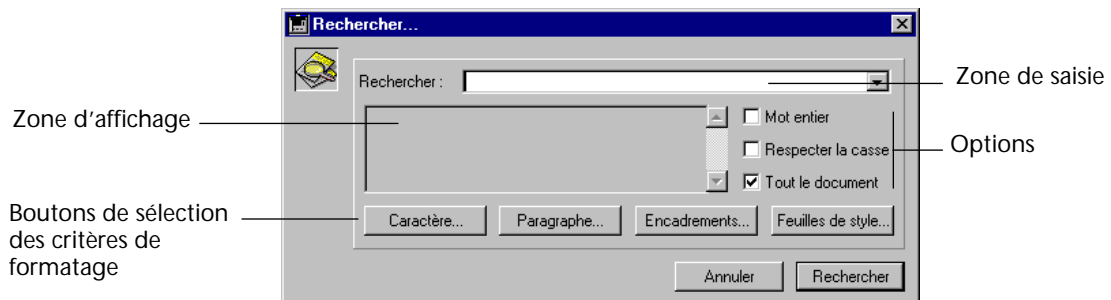 Rechercher...
Rechercher :
Zone de saisie
Zone d'affichage
Mot entier
Respecter la casse
Options
Tout le document
Boutons de sélection
des critères de
formatage
Caractère...
Paragraphe...
Encadrements...
Feuilles de style...
Annuler
Rechercher